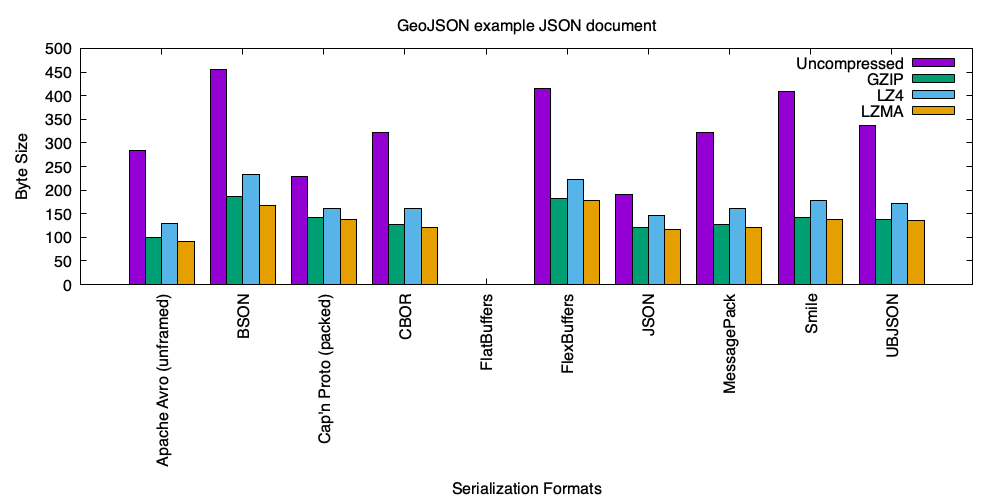 GeoJSON example JSON document
500
450
400
350
300
250
200
150
100
50
0
Byte Size
Uncompressed
GZIP
LZ4
LZMA
Apache Avro (unframed)
BSON
Cap'n Proto (packed)
CBOR
FlatBuffers
FlexBuffers
JSON
MessagePack
Smile
UBJSON
Serialization Formats